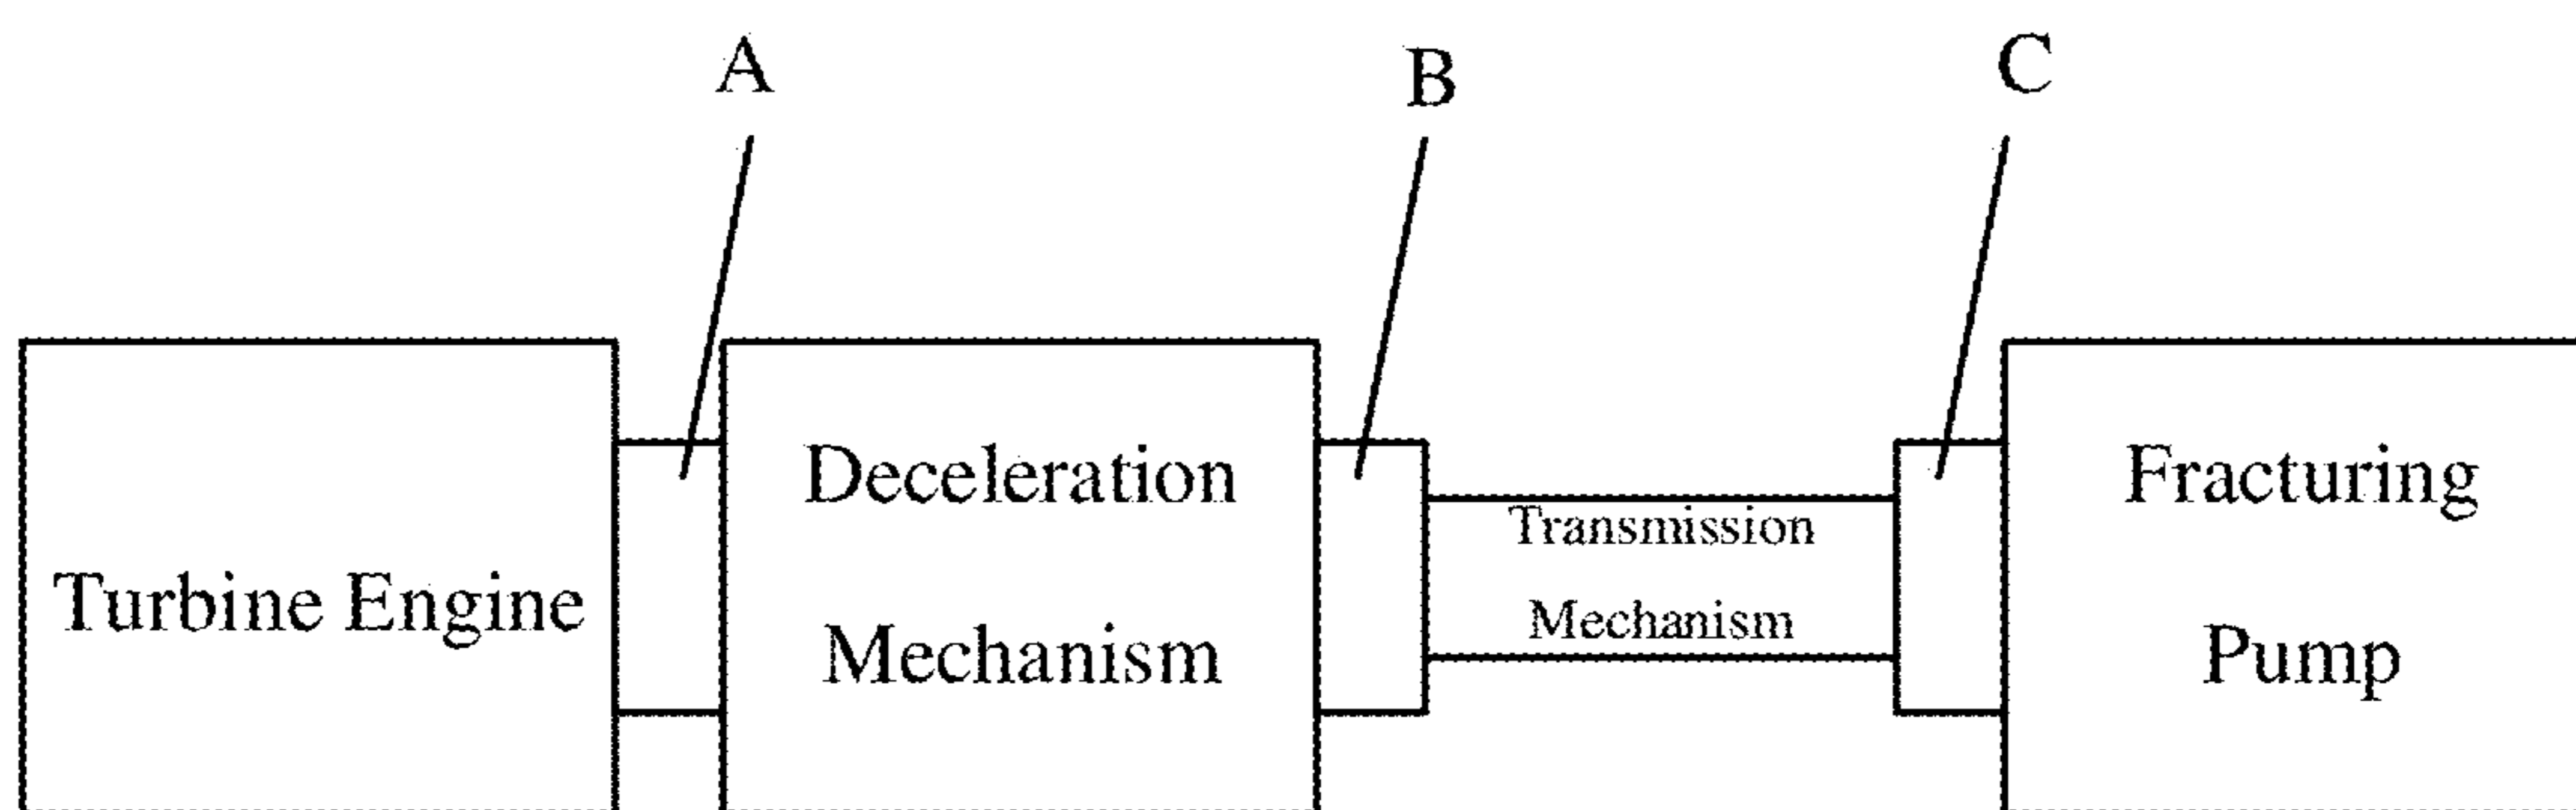 A
B
C
Turbine Engine
Deceleration
Mechanism
Transmission
Mechanism
Fracturing
Pump